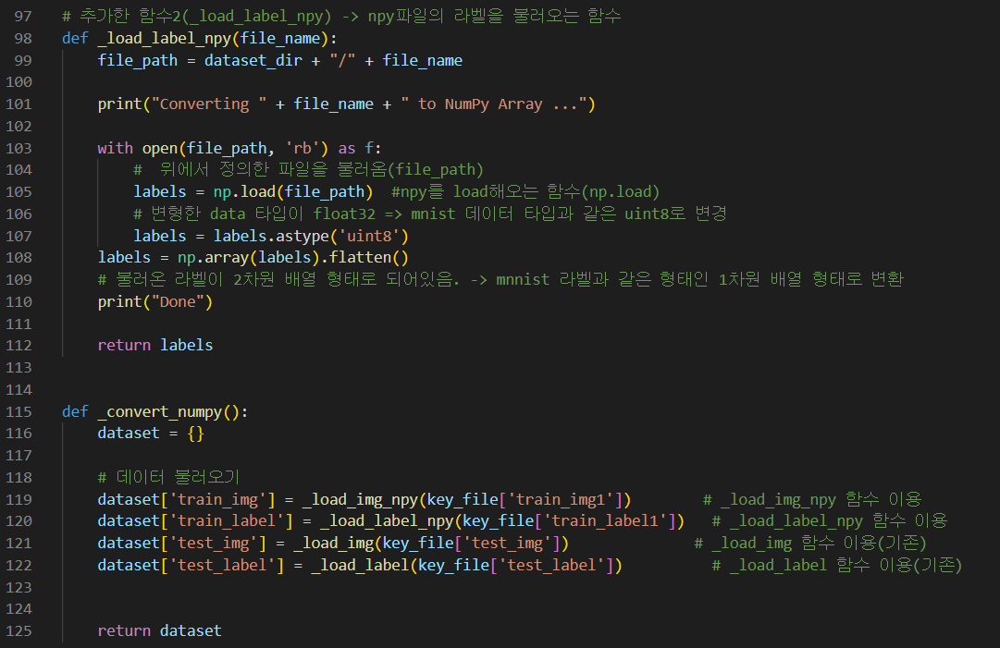 97 # 추가한 함수2(_load_label_npy) -> npy파일의 라벨을 불러오는 함수
98 def _load_label_npy(file_name):
99     file_path = dataset_dir + "/" + file_name
100
101     print("Converting " + file_name + " to NumPy Array ...")
102
103     with open(file_path, 'rb') as f:
104         #  위에서 정의한 파일을 불러옴(file_path)
105         labels = np.load(file_path)  #npy를 load해오는 함수(np.load)
106         # 변형한 data 타입이 float32 => mnist 데이터 타입과 같은 uint8로 변경
107         labels = labels.astype('uint8')
108     labels = np.array(labels).flatten()
109     # 불러온 라벨이 2차원 배열 형태로 되어있음. -> mnnist 라벨과 같은 형태인 1차원 배열 형태로 변환
110     print("Done")
111
112     return labels
113
114
115 def _convert_numpy():
116     dataset = {}
117
118     # 데이터 불러오기
119     dataset['train_img'] = _load_img_npy(key_file['train_img1'])        # _load_img_npy 함수 이용
120     dataset['train_label'] = _load_label_npy(key_file['train_label1'])   # _load_label_npy 함수 이용
121     dataset['test_img'] = _load_img(key_file['test_img'])              # _load_img 함수 이용(기존)
122     dataset['test_label'] = _load_label(key_file['test_label'])          # _load_label 함수 이용(기존)
123
124
125     return dataset